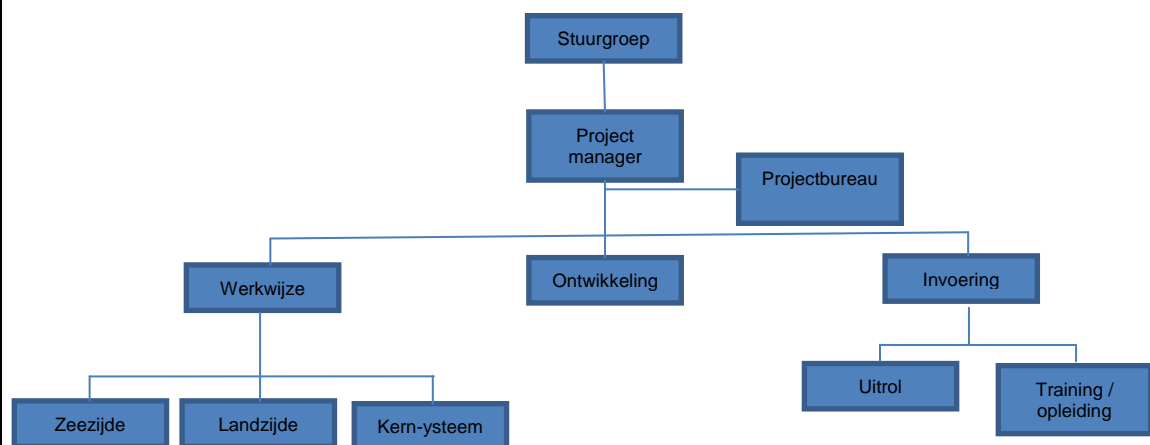 Stuurgroep
Project
manager
Projectbureau
Werkwijze
Ontwikkeling
Invoering
Uitrol
Training /
opleiding
Zeezijde
Landzijde
Kern-ysteem